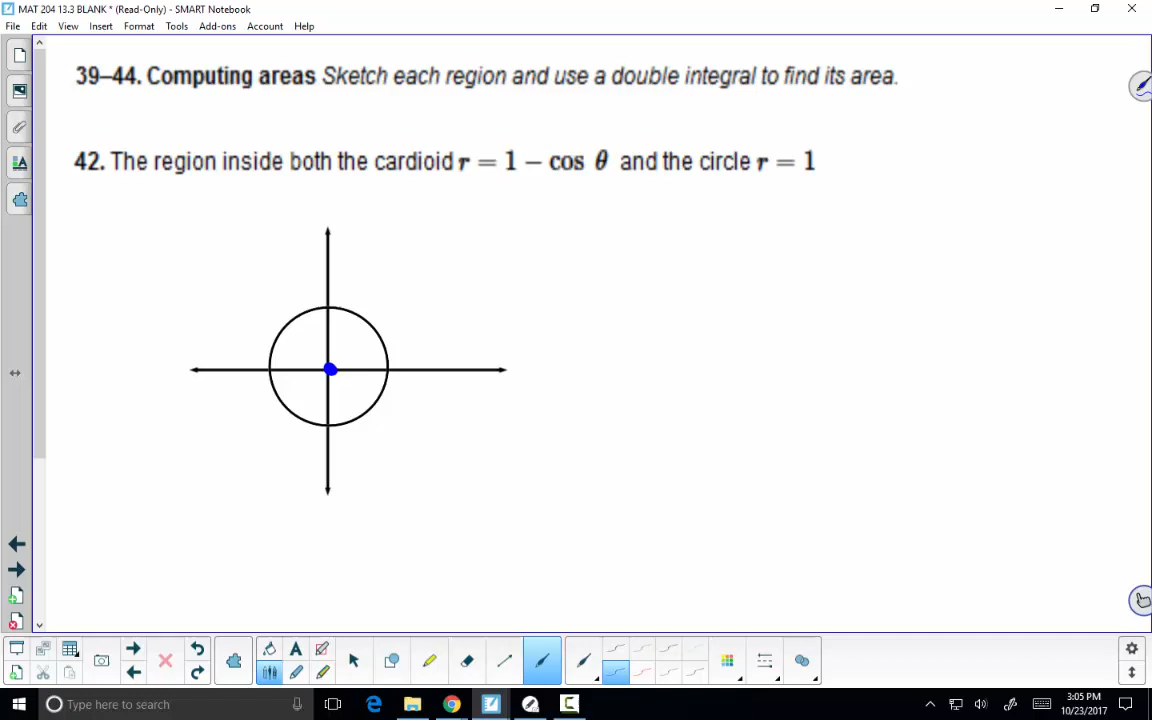 MAT 204 13.3 BLANK * (Read-Only) - SMART Notebook
File Edit View Insert Format Tools Add-ons Account Help
39–44. Computing areas Sketch each region and use a double integral to find its area.
42. The region inside both the cardioid r = 1 − cos θ and the circle r = 1
A
Type here to search
3:05 PM
10/23/2017